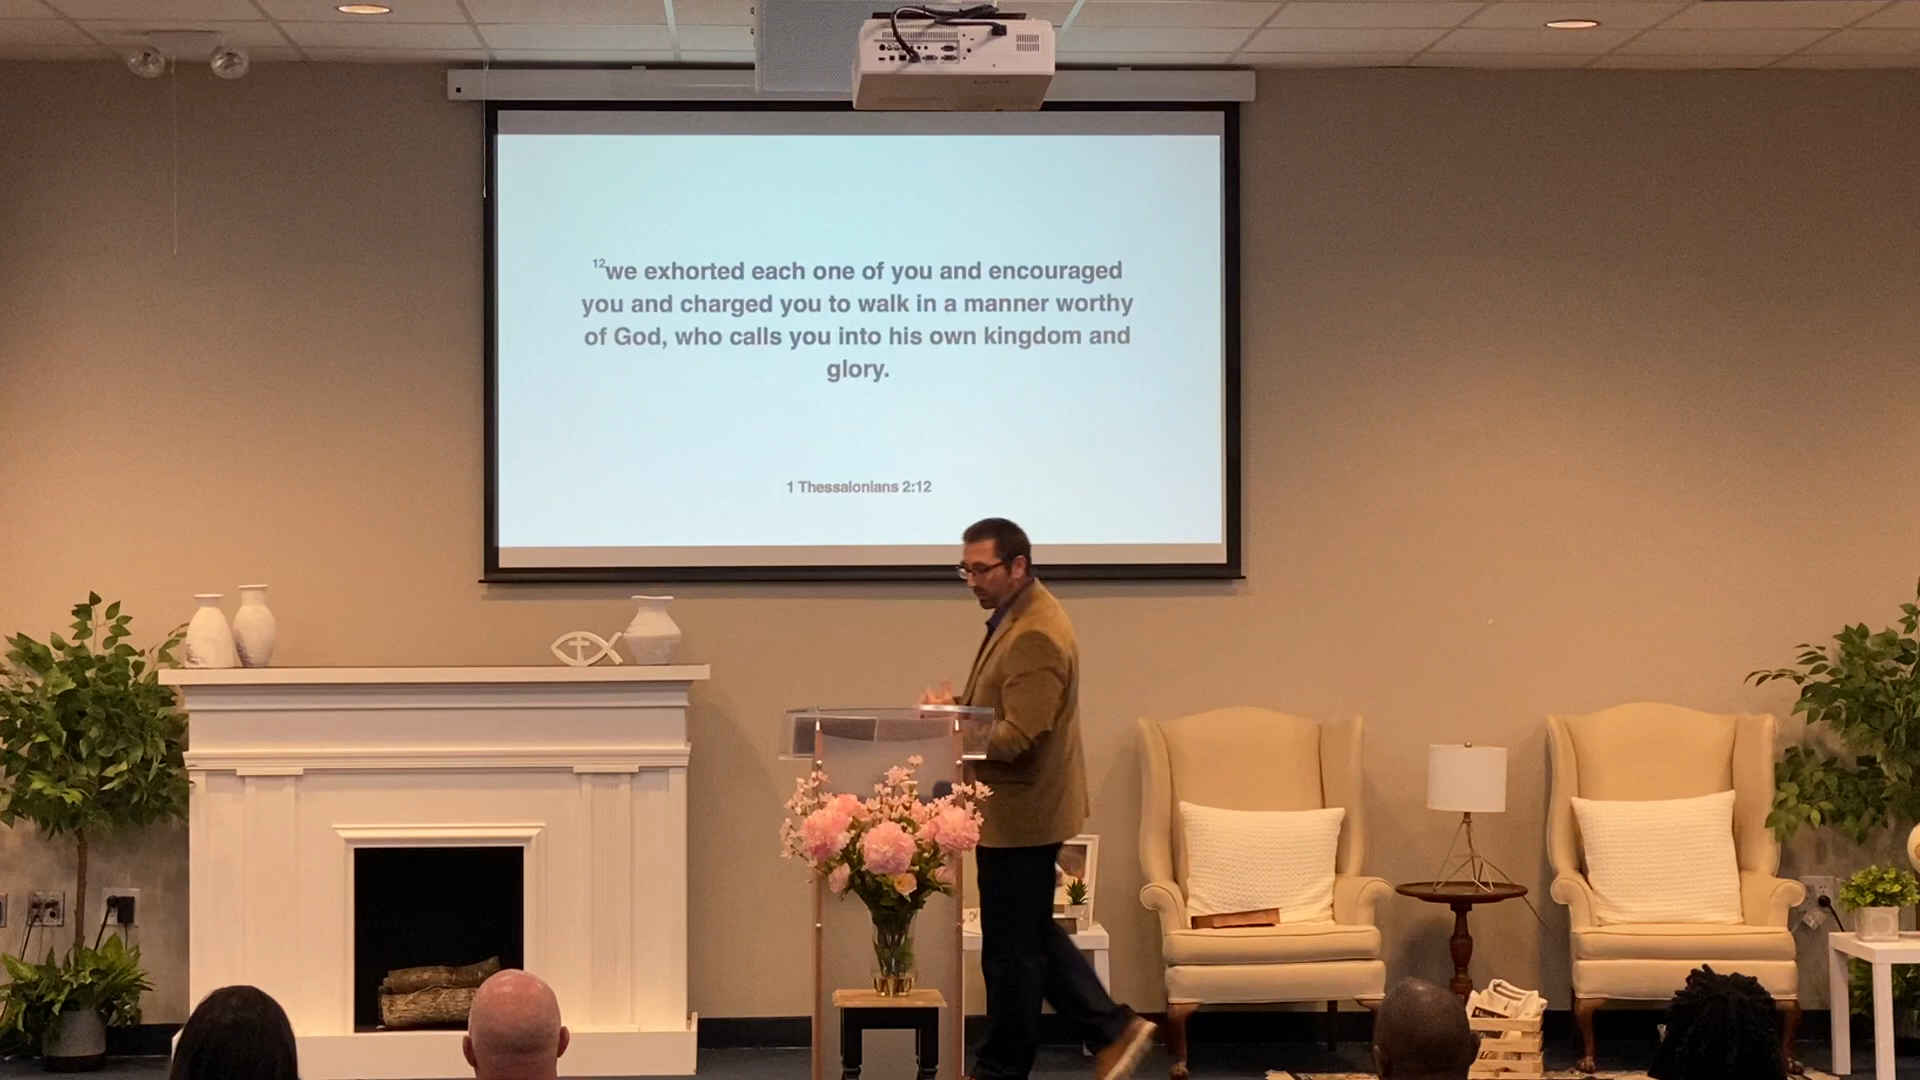 12we exhorted each one of you and encouraged
you and charged you to walk in a manner worthy
of God, who calls you into his own kingdom and
glory.
1 Thessalonians 2:12